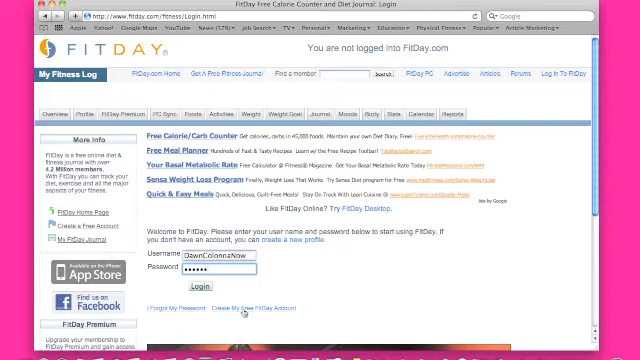 FitDay Free Calorie Counter and Diet Journal: Login
http://www.fitday.com/fitness/Login.html
Google
Apple Yahoo! Google Maps YouTube News Search TV Personal Marketing Education Physical Fitness Popular Article Marketing
FITDAY
You are not logged into FitDay.com
My Fitness Log
FitDay.com Home Get A Free Fitness Journal Find a member Search FitDay PC Advertise Articles Forums Log In To FitDay
Overview Profile FitDay Premium PC Sync Foods Activities Weight Weight Goal Journal Moods Body Stats Calendar Reports
More Info
FitDay is a free online diet & fitness journal with over
4.2 Million members.
With FitDay you can track your diet, exercise and all the major aspects of your health.
FitDay Home Page
Create a Free Account
My FitDay Journal
Available on the iPhone
App Store
Find us on
Facebook
FitDay Premium
Upgrade your membership to
FitDay Premium and gain access
Free Calorie/Carb Counter Get calories, carbs in 45,000 foods. Maintain your own Diet Diary. Free!
Free Meal Planner Hundreds of Fast & Tasty Recipes. Learn w/ the free Recipe Toolbar.
Your Basal Metabolic Rate Free Calculator @ Fitness® Magazine Get Your Basal Metabolic Rate Today
Sensa Weight Loss Program Finally, Weight Loss That Works. Try Sensa Diet Program for Free
Quick & Easy Meals Quick, Delicious, Guilt-Free Meals! Stay On Track With Lean Cuisine ®
Ads by Google
Like FitDay Online? Try FitDay Desktop.
Welcome to FitDay. Please enter your user name and password below to start using FitDay. If
you don't have an account, you can create a new profile.
Username DawnColonnaNow
Password ••••••
Login
I Forgot My Password Create My Free FitDay Account